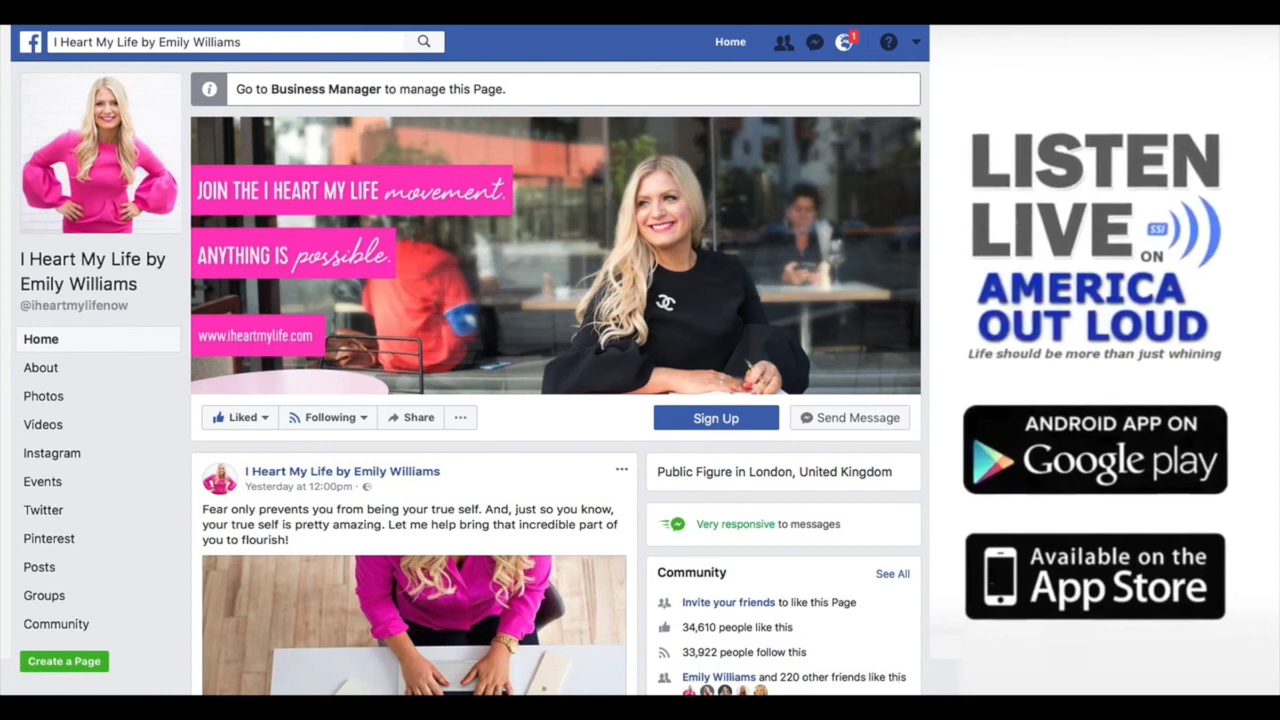 I Heart My Life by Emily Williams
Home
1
Go to Business Manager to manage this Page.
JOIN THE I HEART MY LIFE movement.
ANYTHING IS possible.
www.iheartmylife.com
I Heart My Life by
Emily Williams
@iheartmylifenow
Home
About
Photos
Videos
Instagram
Events
Twitter
Pinterest
Posts
Groups
Community
Create a Page
Liked
Following
Share
Sign Up
Send Message
I Heart My Life by Emily Williams
Yesterday at 12:00pm ·
Fear only prevents you from being your true self. And, just so you know,
your true self is pretty amazing. Let me help bring that incredible part of
you to flourish!
Public Figure in London, United Kingdom
Very responsive to messages
Community
See All
Invite your friends to like this Page
34,610 people like this
33,922 people follow this
Emily Williams and 220 other friends like this
LISTEN
LIVE
SSI
ON
AMERICA
OUT LOUD
Life should be more than just whining
ANDROID APP ON
Google play
Available on the
App Store